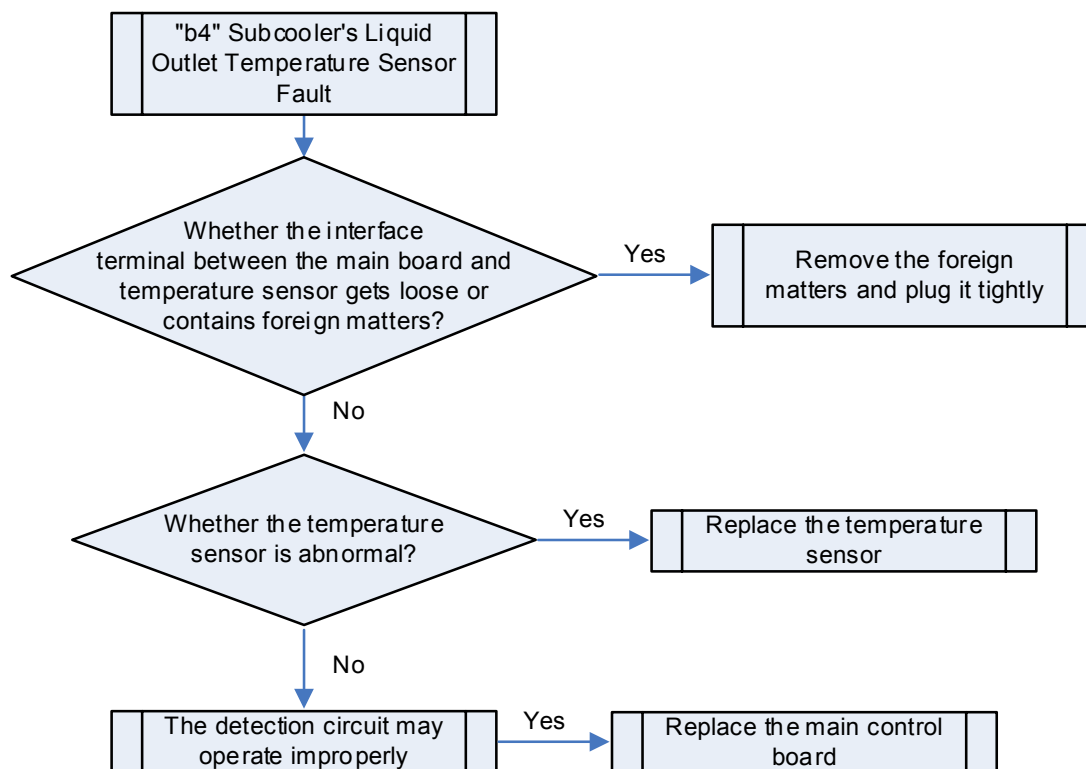 "b4" Subcooler's Liquid
Outlet Temperature Sensor
Fault
Whether the interface
terminal between the main board and
temperature sensor gets loose or
contains foreign matters?
Yes
Remove the foreign
matters and plug it tightly
No
Whether the temperature
sensor is abnormal?
Yes
Replace the temperature
sensor
No
The detection circuit may
operate improperly
Yes
Replace the main control
board